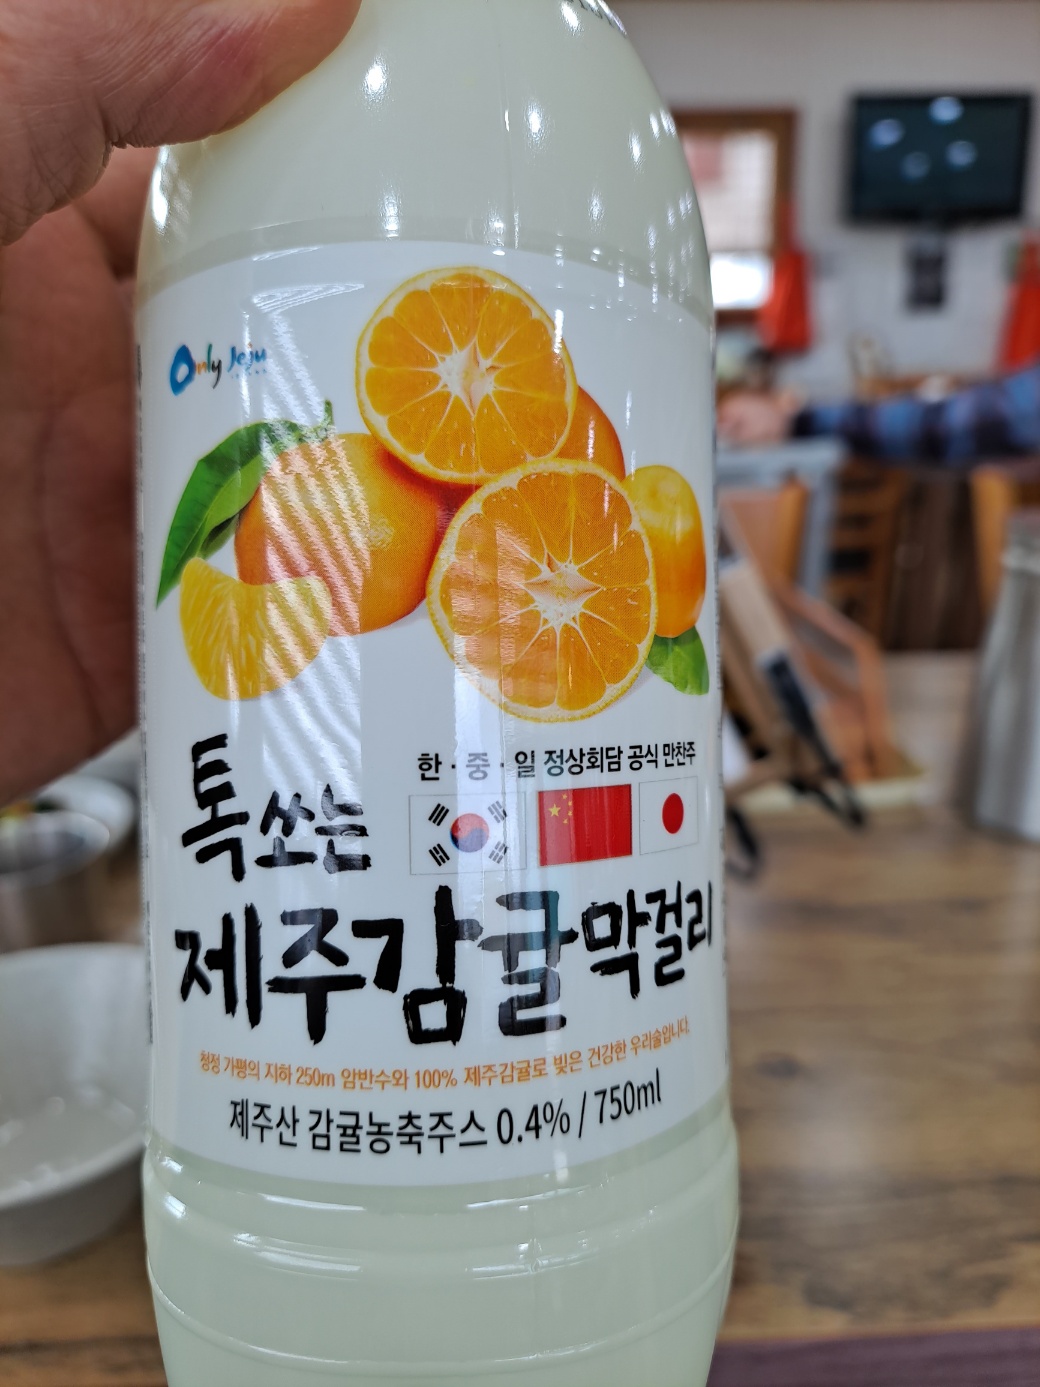 Only Jeju
한·중·일 정상회담 공식 만찬주
톡쏘는
제주감귤막걸리
청정 가평의 지하 250m 암반수와 100% 제주감귤로 빚은 건강한 우리술입니다.
제주산 감귤농축주스 0.4% / 750ml